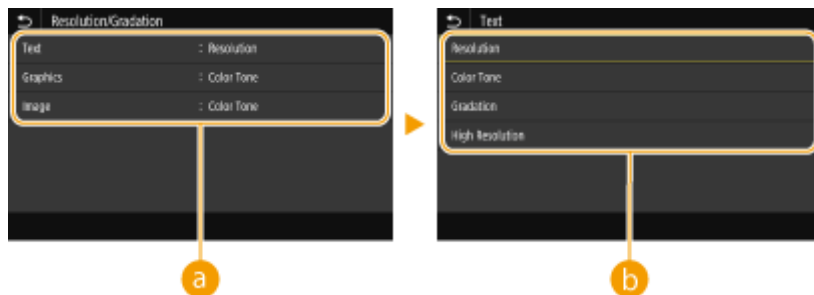 Resolution/Gradation
Text : Resolution
Graphics : Color Tone
Image : Color Tone
a
Text
Resolution
Color Tone
Gradation
High Resolution
b